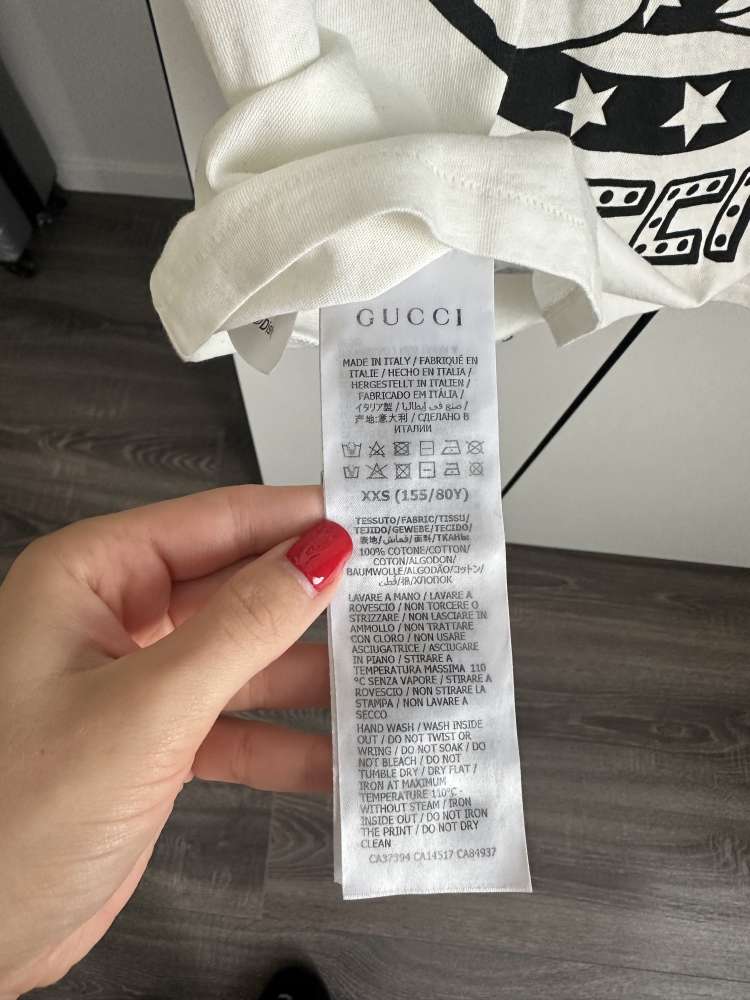 GUCCI
MADE IN ITALY / FABRIQUÉ EN
ITALIE / HECHO EN ITALIA /
HERGESTELLT IN ITALIEN /
FABRICADO EM ITÁLIA /
イタリア製 / صنع في إيطاليا /
产地:意大利 / СДЕЛАНО В
ИТАЛИИ
XXS (155/80Y)
TESSUTO/FABRIC/TISSU/
TEJIDO/GEWEBE/TECIDO/
表地/قماش/面料/ТКАНЬ:
100% COTONE/COTTON/
COTON/ALGODON/
BAUMWOLLE/ALGODÃO/コットン/
قطن/棉/ХЛОПОК
LAVARE A MANO / LAVARE A
ROVESCIO / NON TORCERE O
STRIZZARE / NON LASCIARE IN
AMMOLLO / NON TRATTARE
CON CLORO / NON USARE
ASCIUGATRICE / ASCIUGARE
IN PIANO / STIRARE A
TEMPERATURA MASSIMA 110
°C SENZA VAPORE / STIRARE A
ROVESCIO / NON STIRARE LA
STAMPA / NON LAVARE A
SECCO
HAND WASH / WASH INSIDE
OUT / DO NOT TWIST OR
WRING / DO NOT SOAK / DO
NOT BLEACH / DO NOT
TUMBLE DRY / DRY FLAT /
IRON AT MAXIMUM
TEMPERATURE 110°C -
WITHOUT STEAM / IRON
INSIDE OUT / DO NOT IRON
THE PRINT / DO NOT DRY
CLEAN
CA37394 CA14517 CA84937